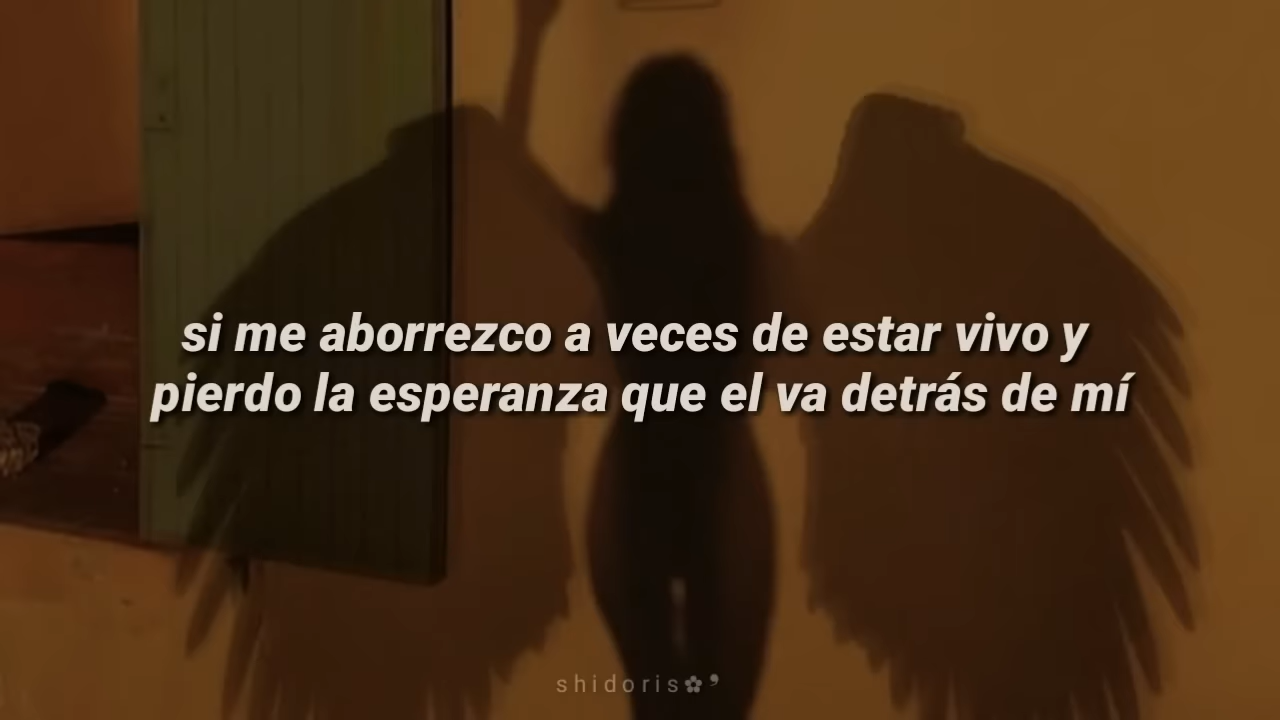 si me aborrezco a veces de estar vivo y
pierdo la esperanza que el va detrás de mí
shidoris✿❜